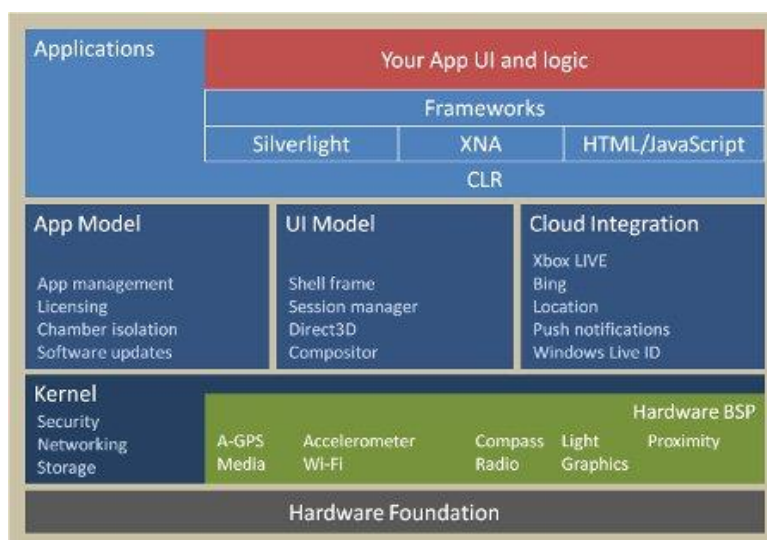 Applications
Your App UI and logic
Frameworks
Silverlight XNA HTML/JavaScript
CLR
App Model
App management
Licensing
Chamber isolation
Software updates
UI Model
Shell frame
Session manager
Direct3D
Compositor
Cloud Integration
Xbox LIVE
Bing
Location
Push notifications
Windows Live ID
Kernel
Security
Networking
Storage
Hardware BSP
A-GPS Accelerometer Compass Light Proximity
Media Wi-Fi Radio Graphics
Hardware Foundation